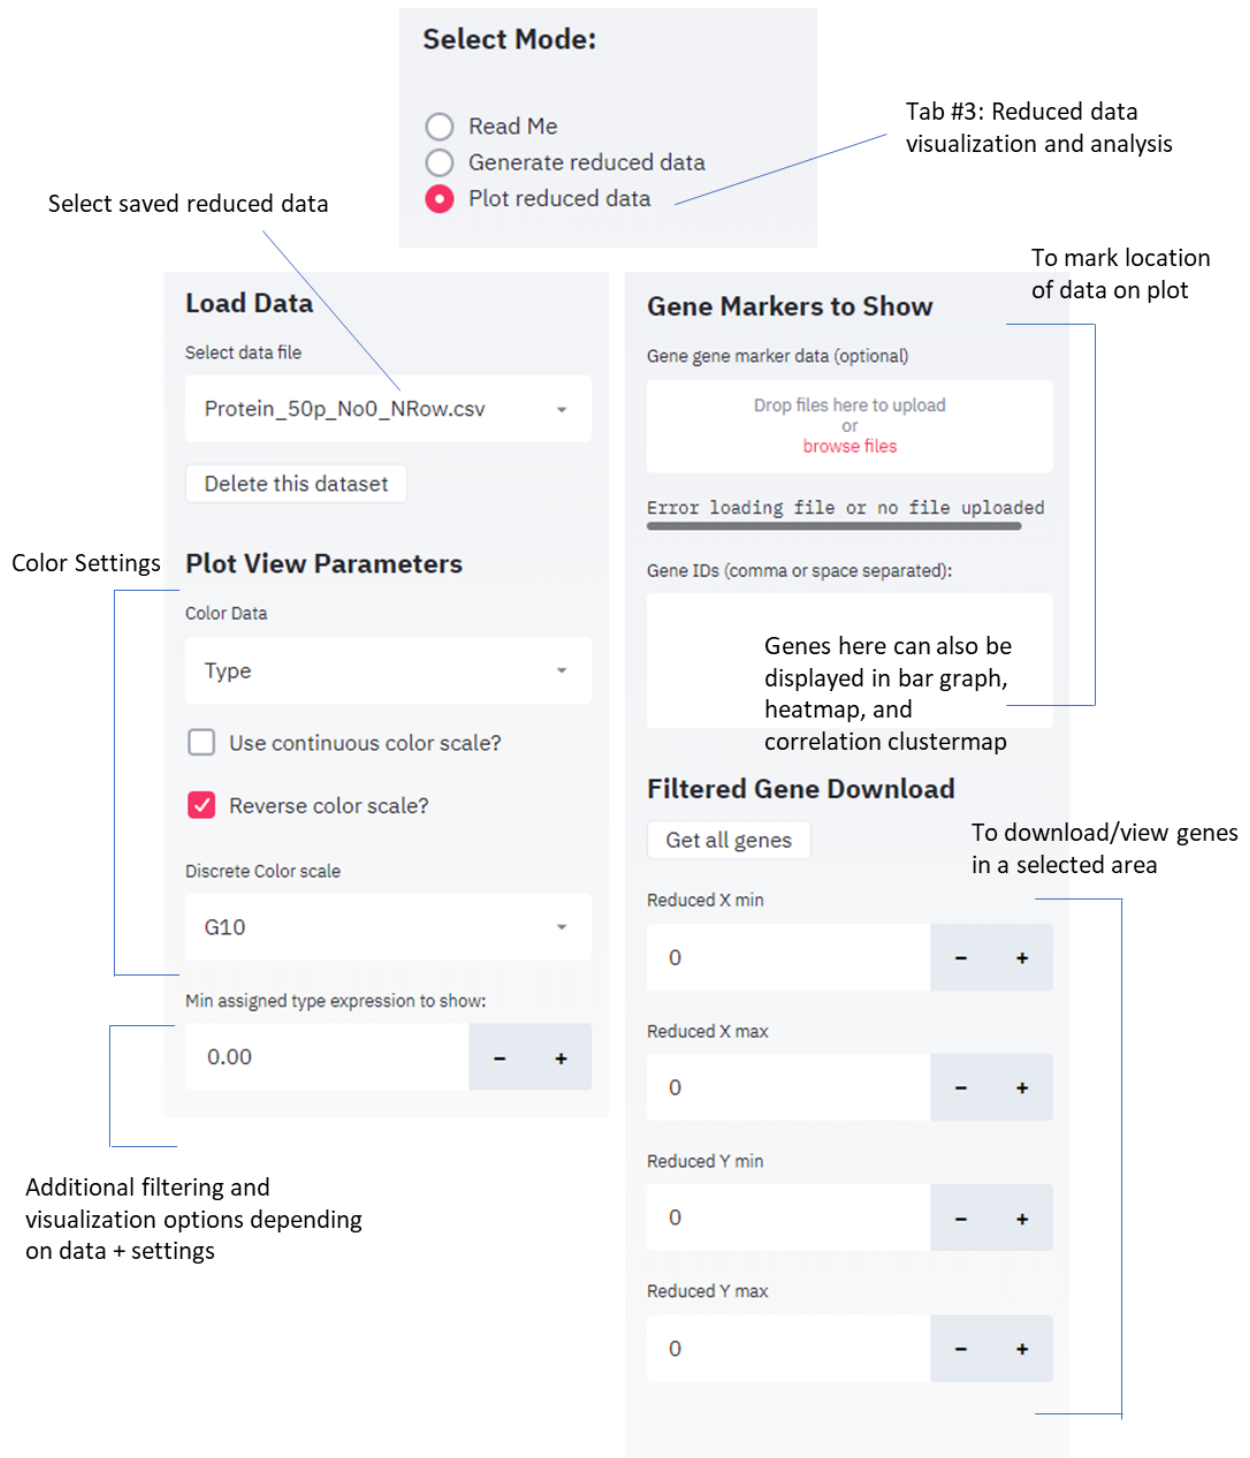 Select Mode:
Read Me
Generate reduced data
Plot reduced data
Tab #3: Reduced data
visualization and analysis
Select saved reduced data
Load Data
Select data file
Protein_50p_No0_NRow.csv
Delete this dataset
Color Settings
Plot View Parameters
Color Data
Type
Use continuous color scale?
Reverse color scale?
Discrete Color scale
G10
Min assigned type expression to show:
0.00
-
+
Additional filtering and
visualization options depending
on data + settings
To mark location
of data on plot
Gene Markers to Show
Gene gene marker data (optional)
Drop files here to upload
or
browse files
Error loading file or no file uploaded
Gene IDs (comma or space separated):
Genes here can also be
displayed in bar graph,
heatmap, and
correlation clustermap
Filtered Gene Download
Get all genes
To download/view genes
in a selected area
Reduced X min
0
-
+
Reduced X max
0
-
+
Reduced Y min
0
-
+
Reduced Y max
0
-
+